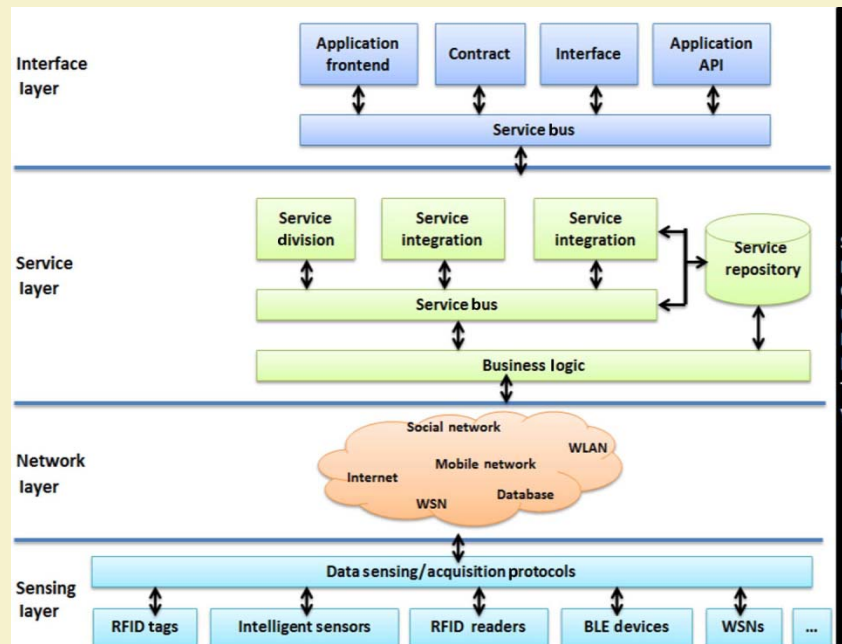 Application
frontend
Contract
Interface
Application
API
Interface
layer
Service bus
Service
division
Service
integration
Service
integration
Service
repository
Service
layer
Service bus
Business logic
Social network
WLAN
Mobile network
Internet
Database
WSN
Network
layer
Data sensing/acquisition protocols
Sensing
layer
RFID tags
Intelligent sensors
RFID readers
BLE devices
WSNs
...